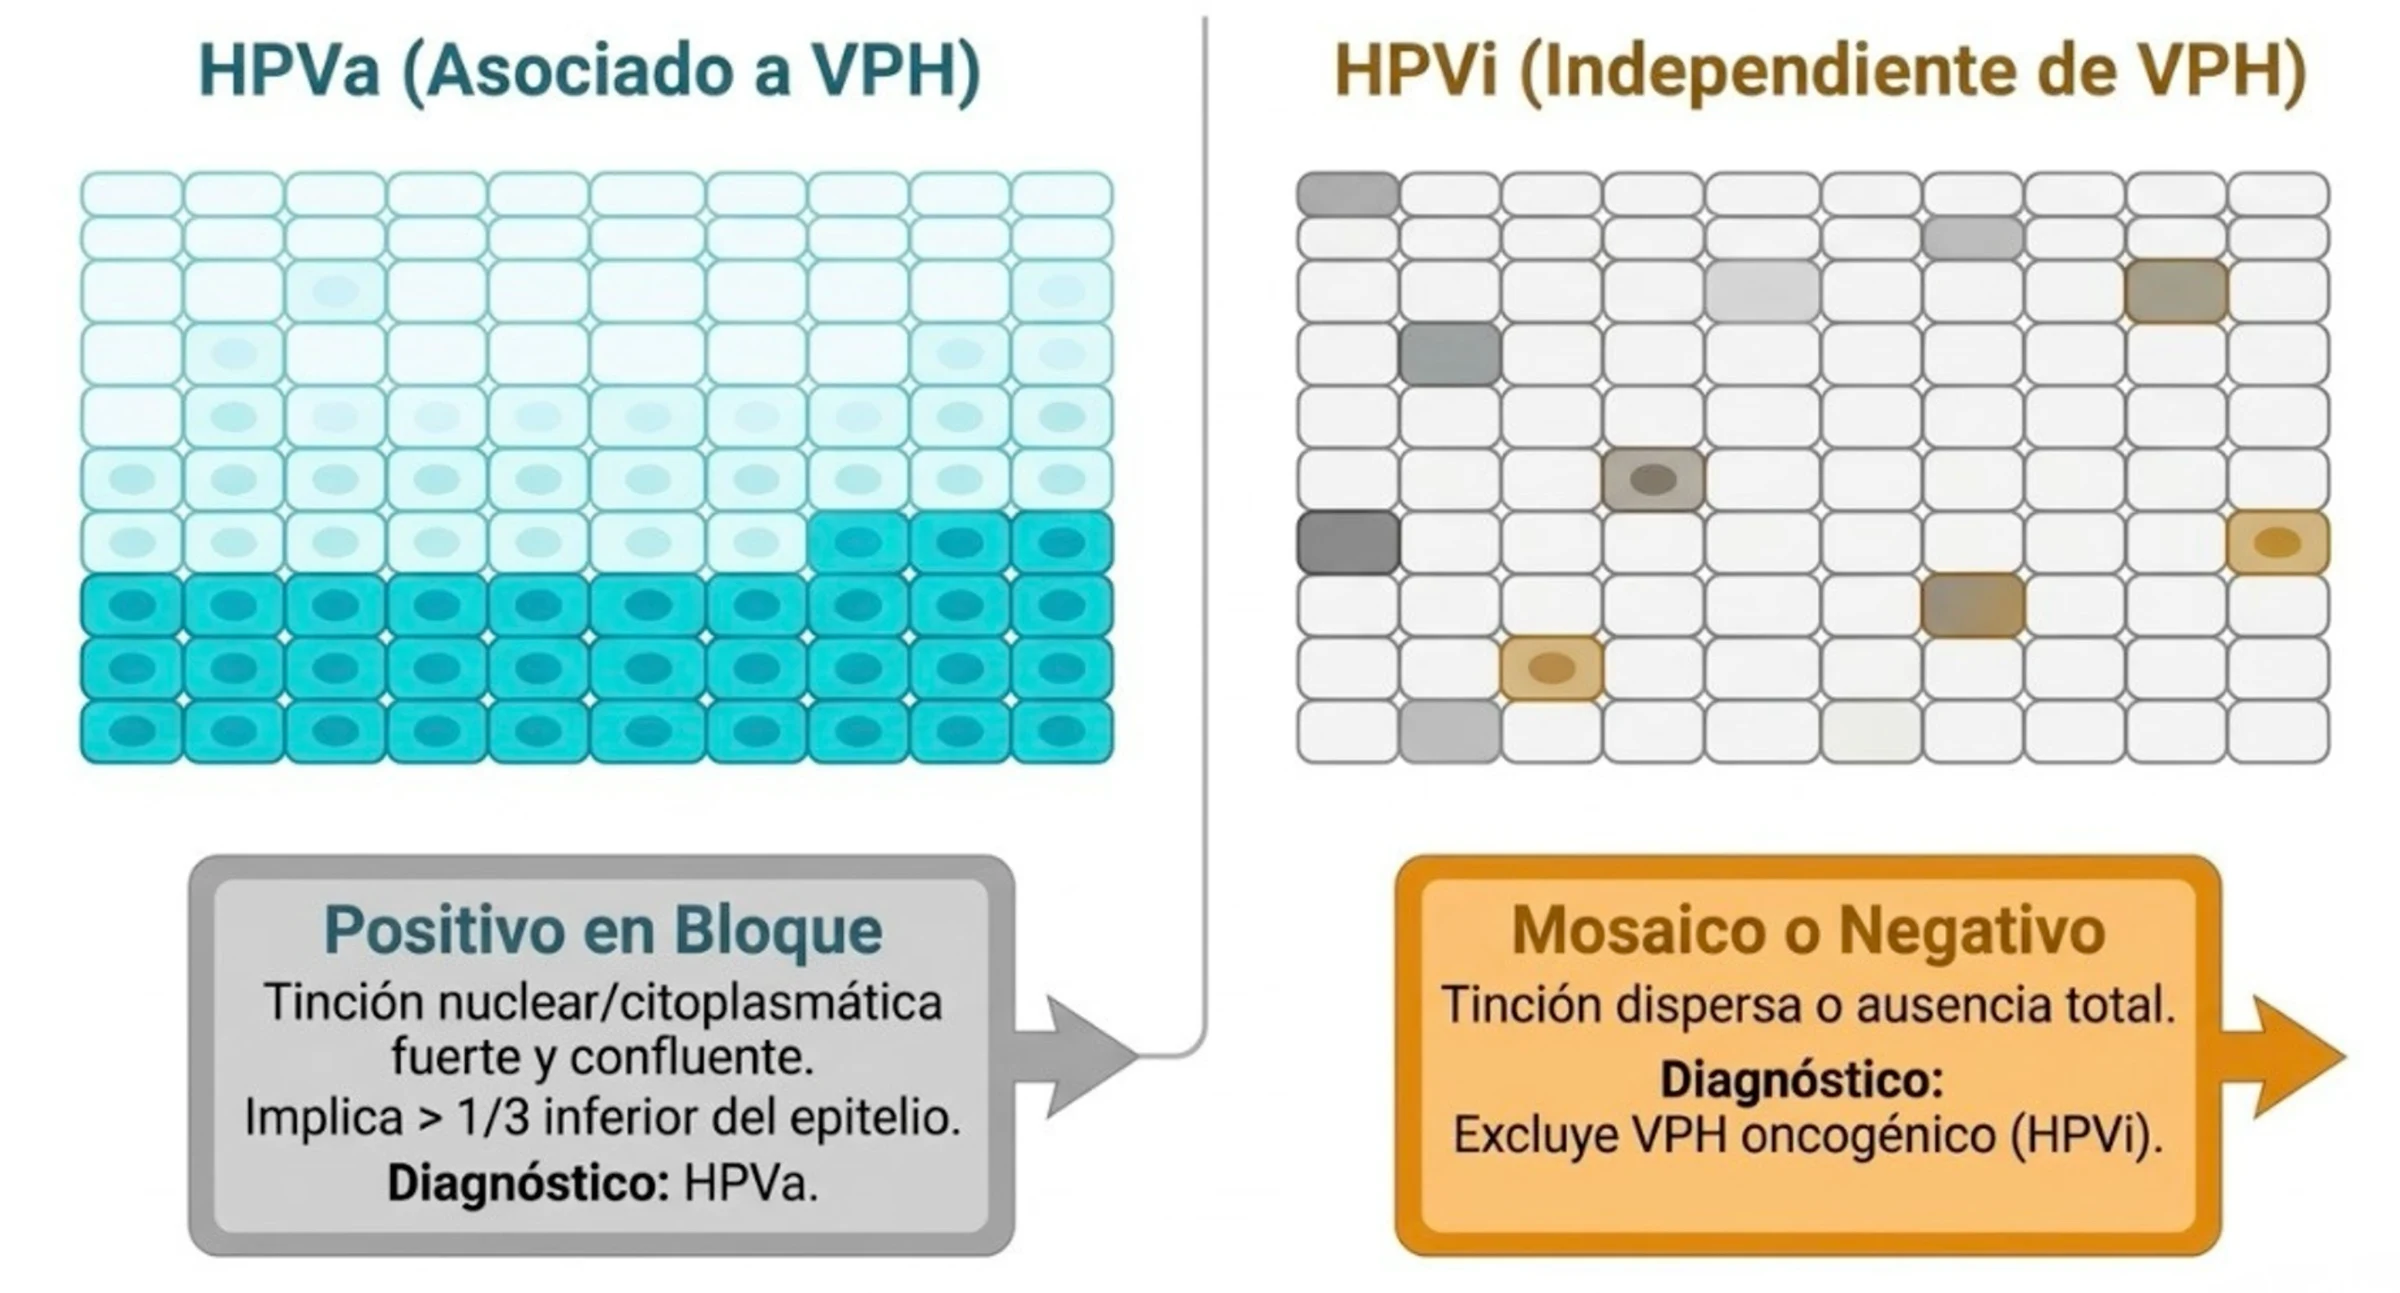 HPVa (Asociado a VPH)
Positivo en Bloque
Tinción nuclear/citoplasmática
fuerte y confluente.
Implica > 1/3 inferior del epitelio.
Diagnóstico: HPVa.
HPVi (Independiente de VPH)
Mosaico o Negativo
Tinción dispersa o ausencia total.
Diagnóstico:
Excluye VPH oncogénico (HPVi).